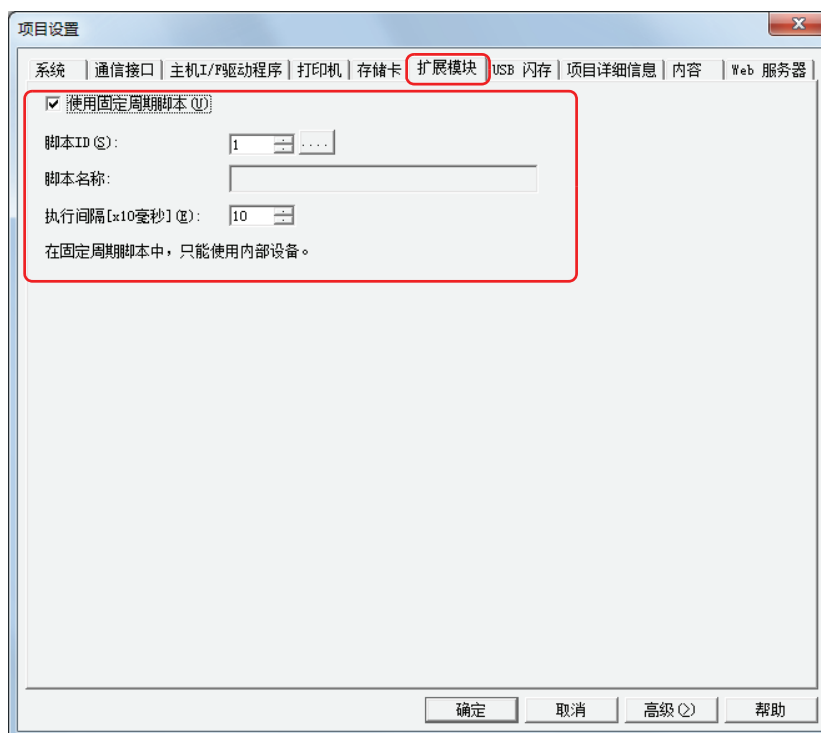 项目设置
系统 通信接口 主机I/F驱动程序 打印机 存储卡 扩展模块 USB 闪存 项目详细信息 内容 Web 服务器
使用固定周期脚本(U)
脚本ID(S): 1 ....
脚本名称:
执行间隔[x10毫秒](E): 10
在固定周期脚本中，只能使用内部设备。
确定 取消 高级(>) 帮助